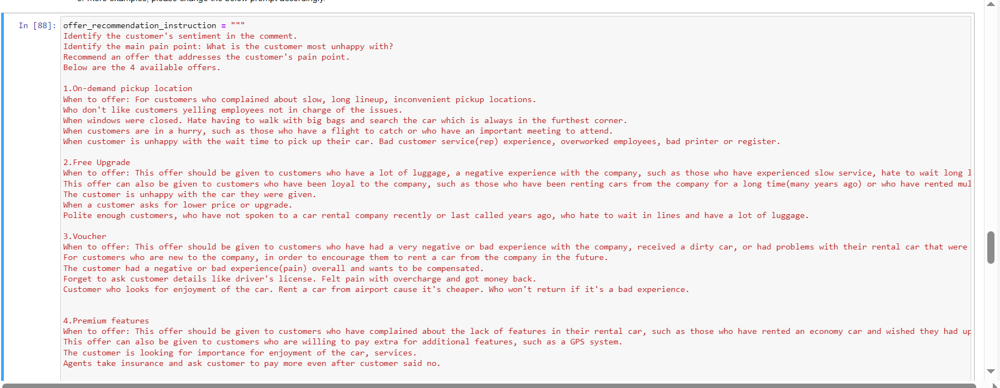 or more examples, please change the below prompt accordingly.
In [88]: offer_recommendation_instruction = """
Identify the customer's sentiment in the comment.
Identify the main pain point: What is the customer most unhappy with?
Recommend an offer that addresses the customer's pain point.
Below are the 4 available offers.
1.On-demand pickup location
When to offer: For customers who complained about slow, long lineup, inconvenient pickup locations.
Who don't like customers yelling employees not in charge of the issues.
When windows were closed. Hate having to walk with big bags and search the car which is always in the furthest corner.
When customers are in a hurry, such as those who have a flight to catch or who have an important meeting to attend.
When customer is unhappy with the wait time to pick up their car. Bad customer service(rep) experience, overworked employees, bad printer or register.
2.Free Upgrade
When to offer: This offer should be given to customers who have a lot of luggage, a negative experience with the company, such as those who have experienced slow service, hate to wait long l
This offer can also be given to customers who have been loyal to the company, such as those who have been renting cars from the company for a long time(many years ago) or who have rented mul
The customer is unhappy with the car they were given.
When a customer asks for lower price or upgrade.
Polite enough customers, who have not spoken to a car rental company recently or last called years ago, who hate to wait in lines and have a lot of luggage.
3.Voucher
When to offer: This offer should be given to customers who have had a very negative or bad experience with the company, received a dirty car, or had problems with their rental car that were
For customers who are new to the company, in order to encourage them to rent a car from the company in the future.
The customer had a negative or bad experience(pain) overall and wants to be compensated.
Forget to ask customer details like driver's license. Felt pain with overcharge and got money back.
Customer who looks for enjoyment of the car. Rent a car from airport cause it's cheaper. Who won't return if it's a bad experience.
4.Premium features
When to offer: This offer should be given to customers who have complained about the lack of features in their rental car, such as those who have rented an economy car and wished they had up
This offer can also be given to customers who are willing to pay extra for additional features, such as a GPS system.
The customer is looking for importance for enjoyment of the car, services.
Agents take insurance and ask customer to pay more even after customer said no.